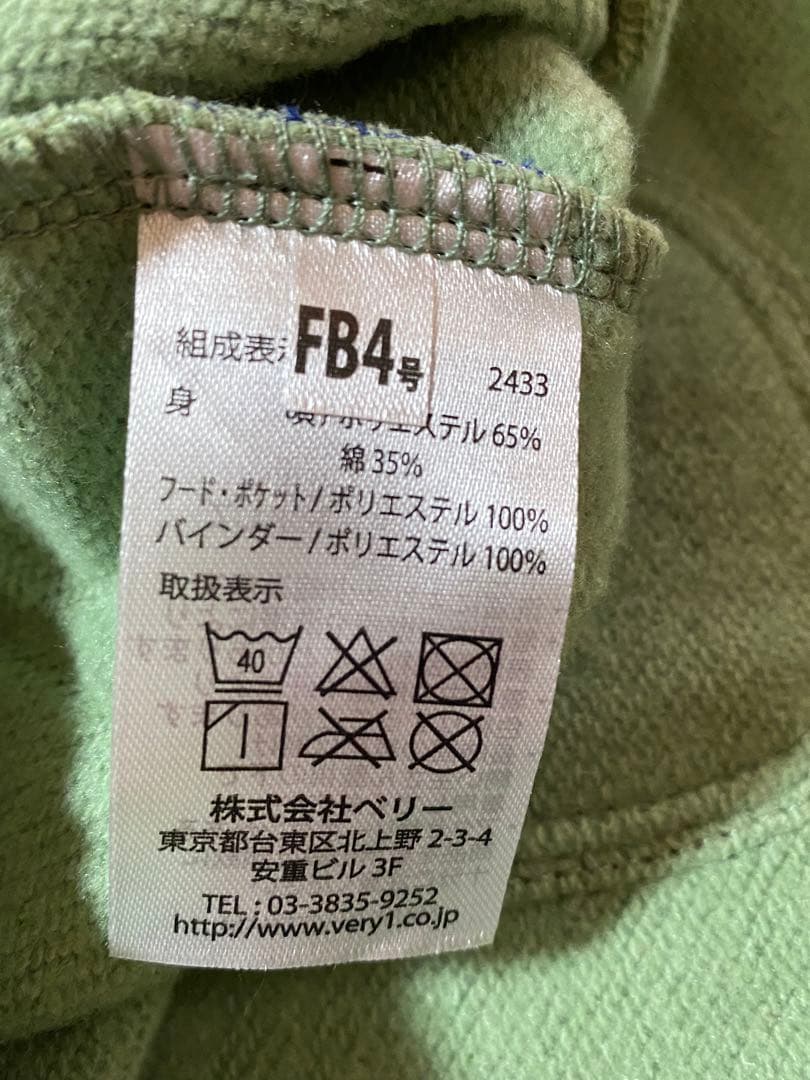 FB4号
組成表
2433
身
ポリエステル 65%
綿 35%
フード・ポケット/ポリエステル 100%
バインダー/ポリエステル 100%
取扱表示
40
株式会社ベリー
東京都台東区北上野 2-3-4
安重ビル 3F
TEL : 03-3835-9252
http://www.very1.co.jp